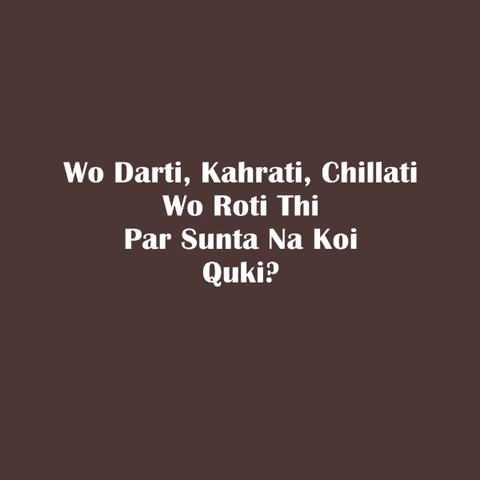 Wo Darti, Kahrati, Chillati
Wo Roti Thi
Par Sunta Na Koi
Quki?